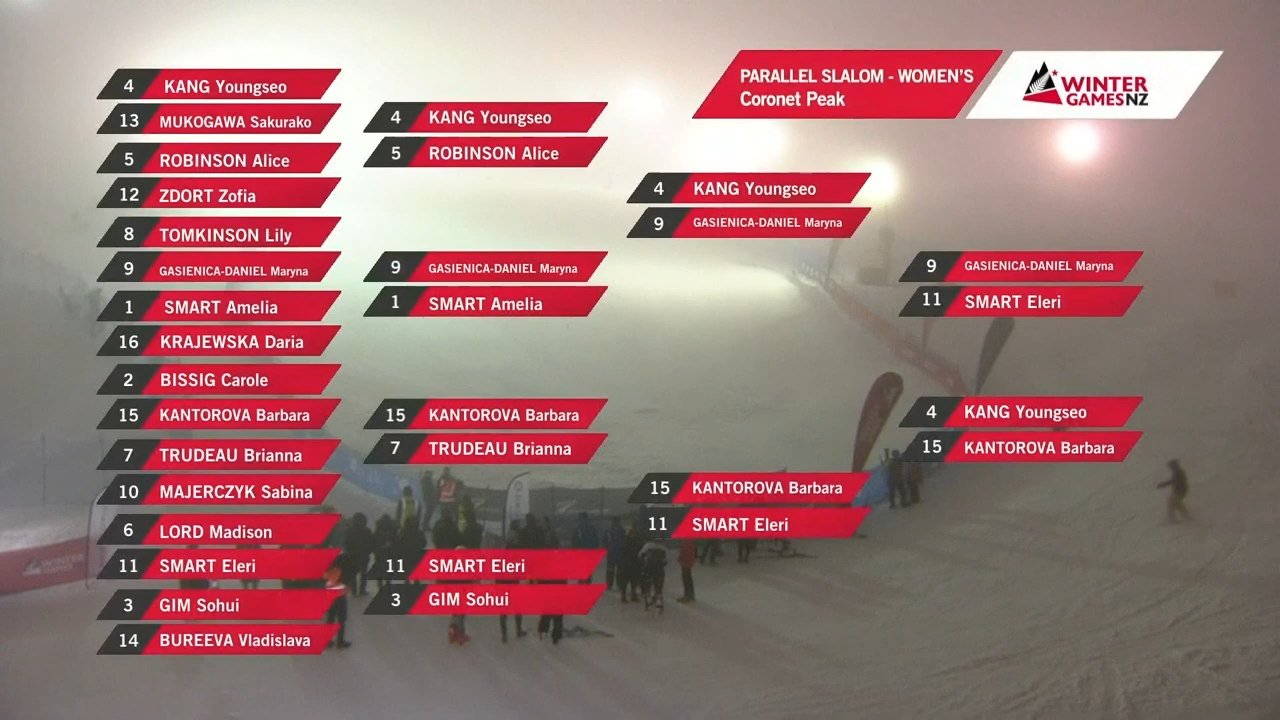 PARALLEL SLALOM - WOMEN'S
Coronet Peak
WINTER
GAMESNZ
4 KANG Youngseo
13 MUKOGAWA Sakurako
5 ROBINSON Alice
12 ZDORT Zofia
8 TOMKINSON Lily
9 GASIENICA-DANIEL Maryna
1 SMART Amelia
16 KRAJEWSKA Daria
2 BISSIG Carole
15 KANTOROVA Barbara
7 TRUDEAU Brianna
10 MAJERCZYK Sabina
6 LORD Madison
11 SMART Eleri
3 GIM Sohui
14 BUREEVA Vladislava
4 KANG Youngseo
5 ROBINSON Alice
9 GASIENICA-DANIEL Maryna
1 SMART Amelia
15 KANTOROVA Barbara
7 TRUDEAU Brianna
11 SMART Eleri
3 GIM Sohui
4 KANG Youngseo
9 GASIENICA-DANIEL Maryna
15 KANTOROVA Barbara
11 SMART Eleri
9 GASIENICA-DANIEL Maryna
11 SMART Eleri
4 KANG Youngseo
15 KANTOROVA Barbara